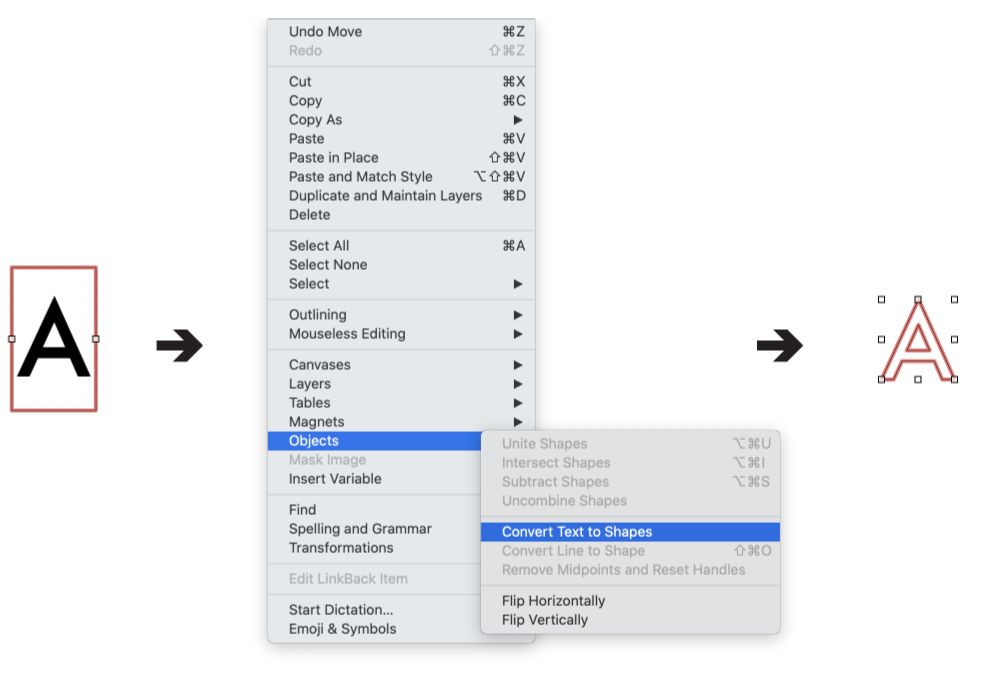 Undo Move ⌘Z
Redo ⇧⌘Z
Cut ⌘X
Copy ⌘C
Copy As ▶
Paste ⌘V
Paste in Place ⇧⌘V
Paste and Match Style ⌥⇧⌘V
Duplicate and Maintain Layers ⌘D
Delete
Select All ⌘A
Select None
Select ▶
Outlining ▶
Mouseless Editing ▶
Canvases ▶
Layers ▶
Tables ▶
Magnets ▶
Objects
Mask Image
Insert Variable
Find
Spelling and Grammar
Transformations
Edit LinkBack Item
Start Dictation...
Emoji & Symbols
Unite Shapes ⌥⌘U
Intersect Shapes ⌥⌘I
Subtract Shapes ⌥⌘S
Uncombine Shapes
Convert Text to Shapes
Convert Line to Shape ⇧⌘O
Remove Midpoints and Reset Handles
Flip Horizontally
Flip Vertically
A
A